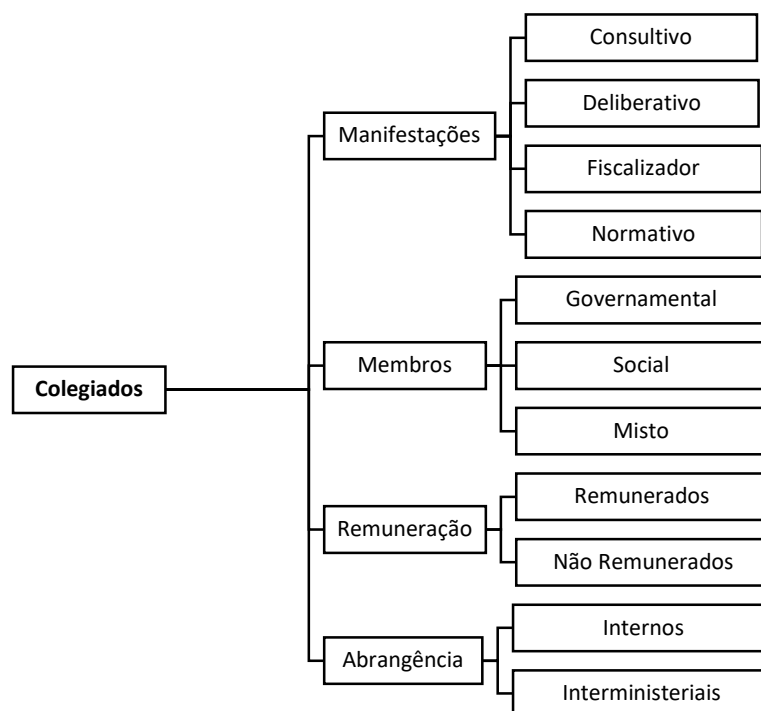 Colegiados
Manifestações
Consultivo
Deliberativo
Fiscalizador
Normativo
Membros
Governamental
Social
Misto
Remuneração
Remunerados
Não Remunerados
Abrangência
Internos
Interministeriais